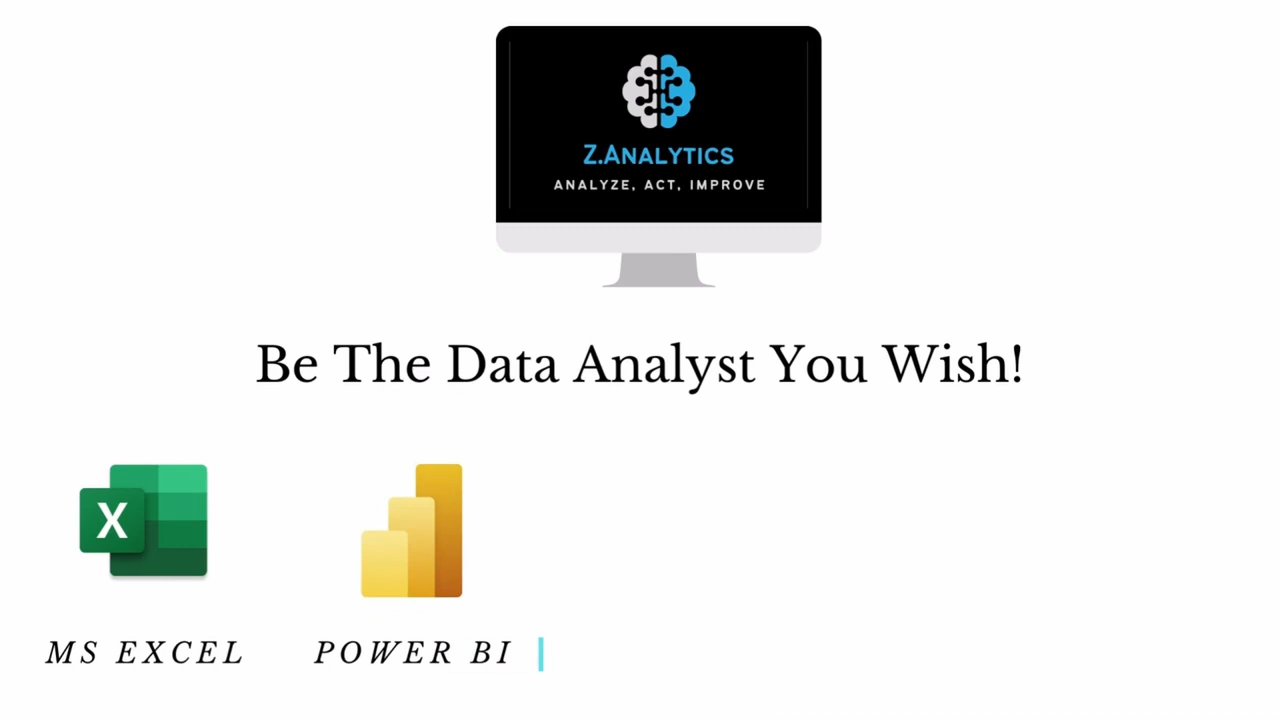 Z.ANALYTICS
ANALYZE, ACT, IMPROVE
Be The Data Analyst You Wish!
X
MS EXCEL POWER BI